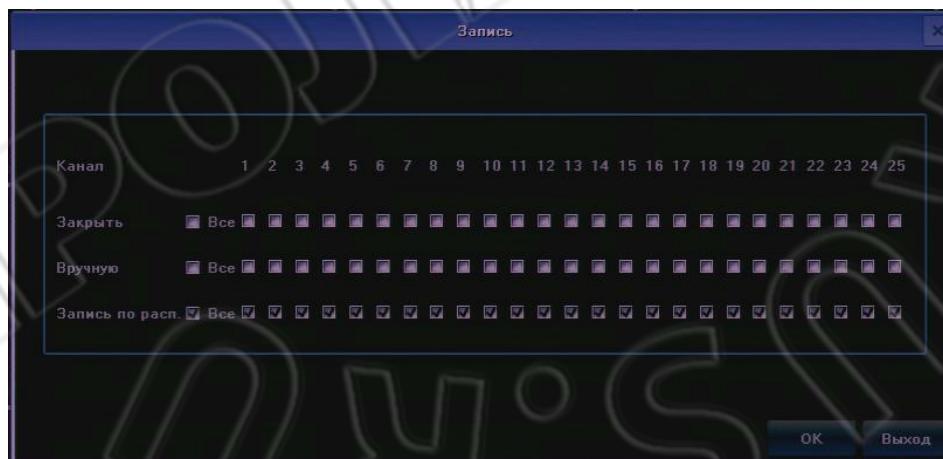 Запись
Канал 1 2 3 4 5 6 7 8 9 10 11 12 13 14 15 16 17 18 19 20 21 22 23 24 25
Закрыть Все
Вручную Все
Запись по расп. Все
OK Выход